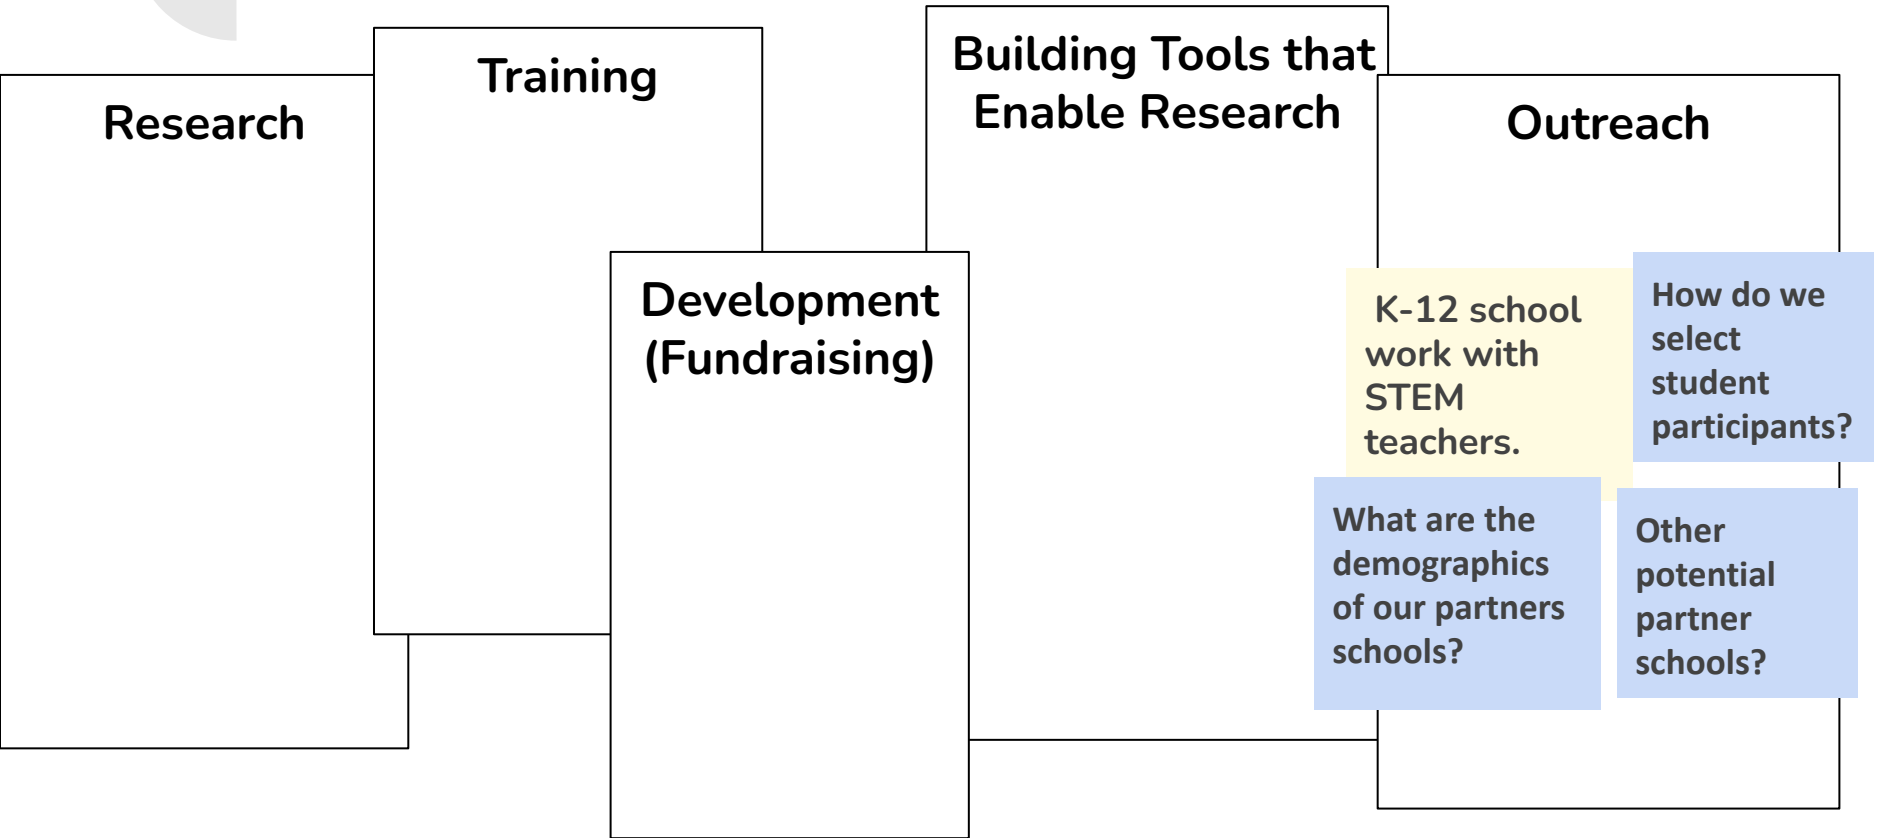 Research
Training
Development
(Fundraising)
Building Tools that
Enable Research
Outreach
K-12 school
work with
STEM
teachers.
How do we
select
student
participants?
What are the
demographics
of our partners
schools?
Other
potential
partner
schools?